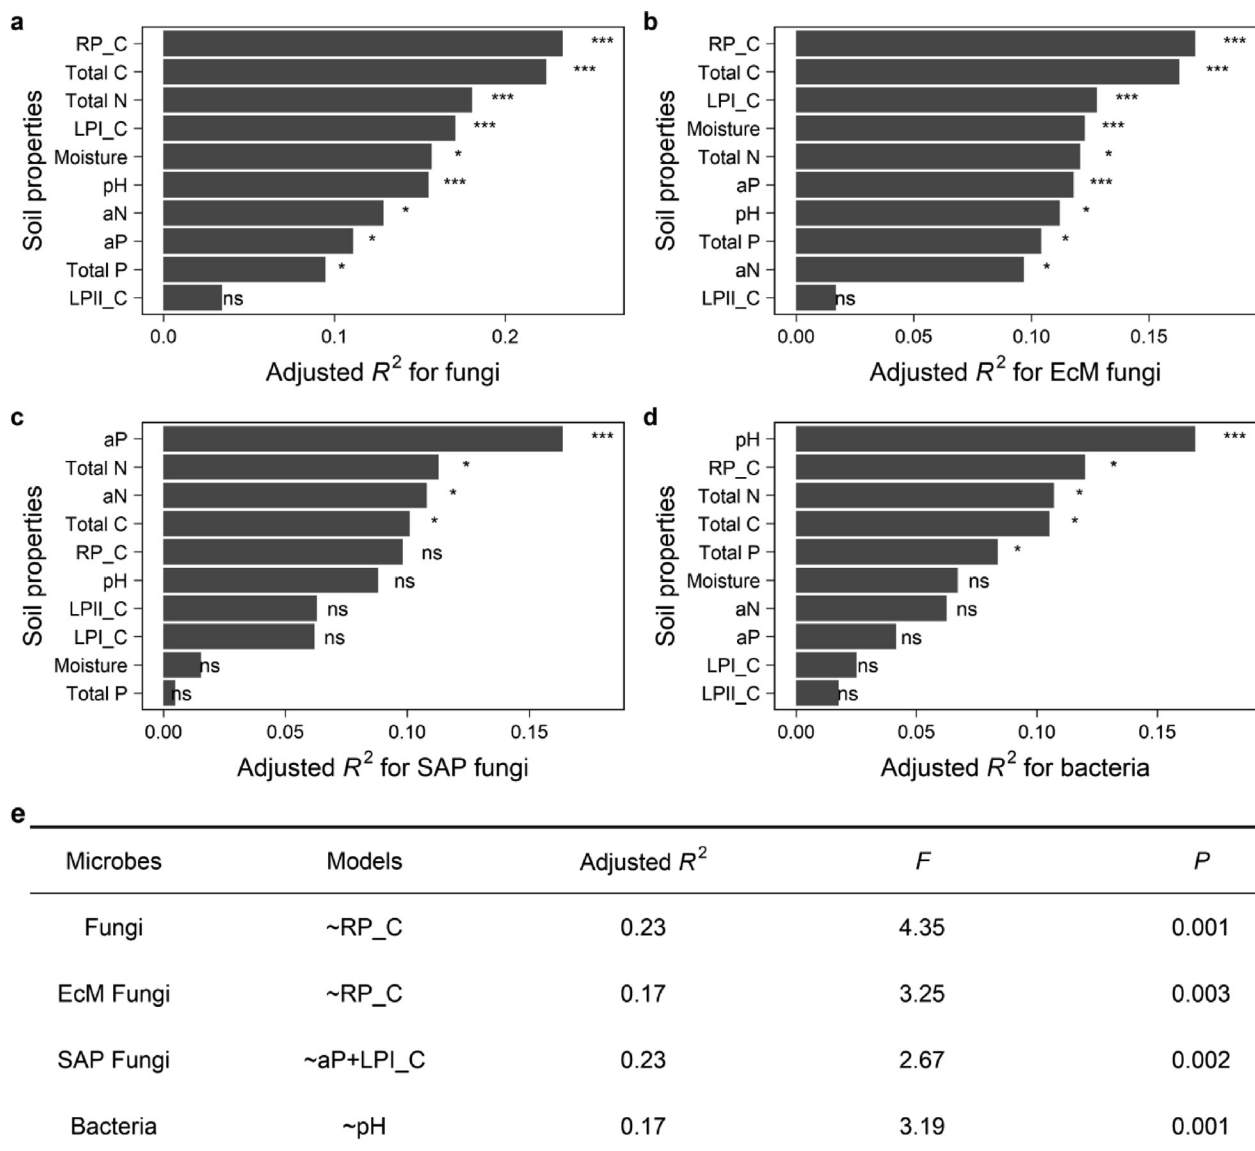 a
RP_C ***
Total C ***
Total N ***
LPI_C ***
Moisture *
pH ***
aN *
aP *
Total P *
LPII_C ns
Soil properties
0.0 0.1 0.2
Adjusted R² for fungi
b
RP_C ***
Total C ***
LPI_C ***
Moisture ***
Total N *
aP ***
pH *
Total P *
aN *
LPII_C ns
Soil properties
0.00 0.05 0.10 0.15
Adjusted R² for EcM fungi
c
aP ***
Total N *
aN *
Total C *
RP_C ns
pH ns
LPII_C ns
LPI_C ns
Moisture ns
Total P ns
Soil properties
0.00 0.05 0.10 0.15
Adjusted R² for SAP fungi
d
pH ***
RP_C *
Total N *
Total C *
Total P *
Moisture ns
aN ns
aP ns
LPI_C ns
LPII_C ns
Soil properties
0.00 0.05 0.10 0.15
Adjusted R² for bacteria
e
Microbes Models Adjusted R² F P
Fungi ~RP_C 0.23 4.35 0.001
EcM Fungi ~RP_C 0.17 3.25 0.003
SAP Fungi ~aP+LPI_C 0.23 2.67 0.002
Bacteria ~pH 0.17 3.19 0.001